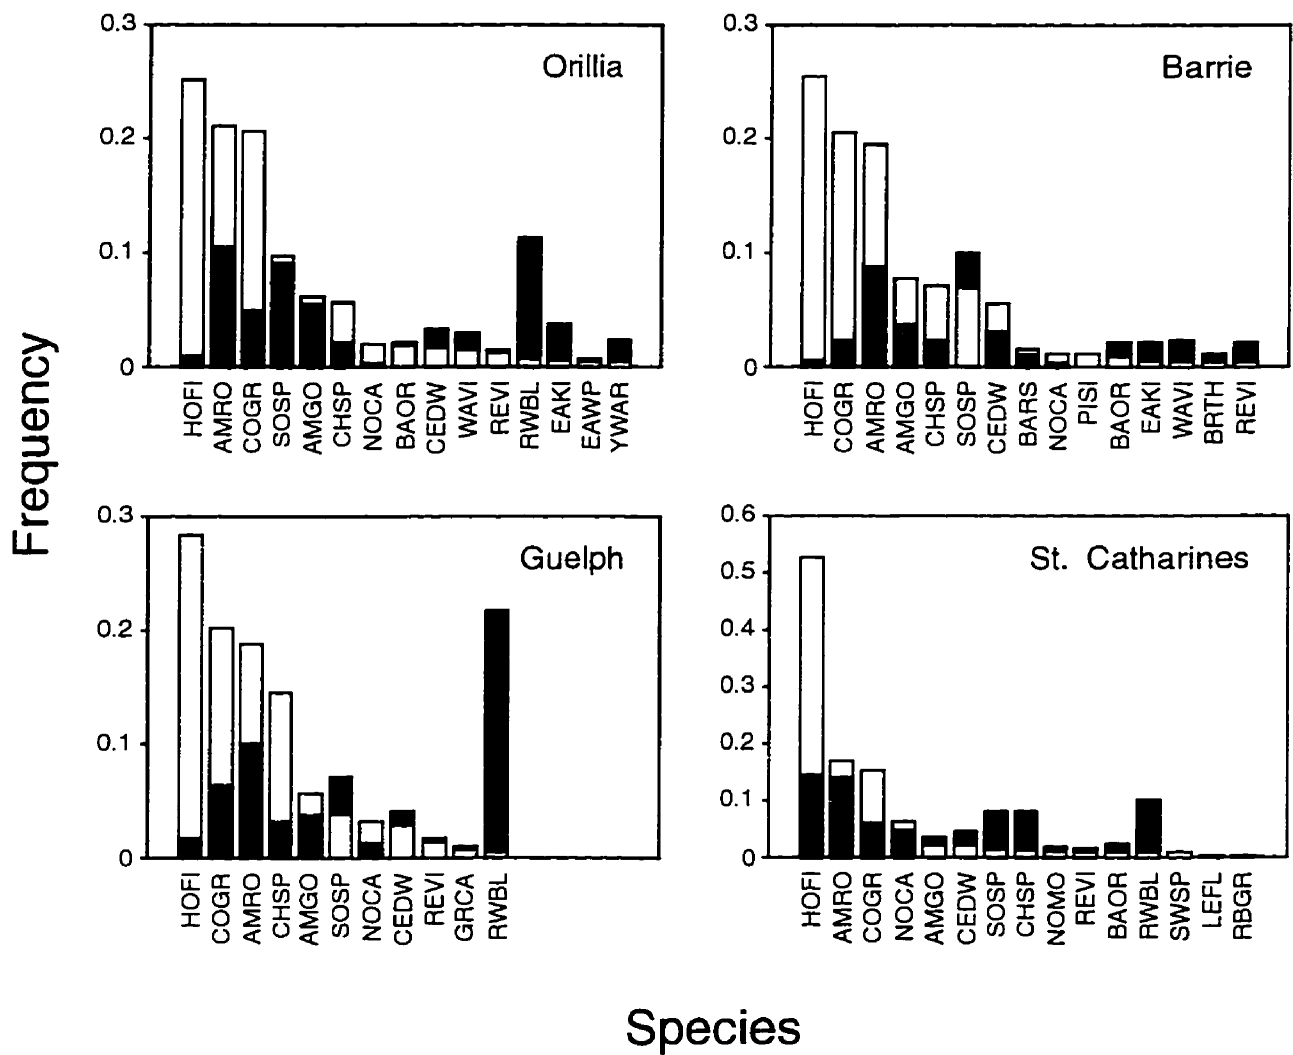 Frequency
Orillia
0.3
0.2
0.1
0
HOFI AMRO COGR SOSP AMGO CHSP NOCA BAOR CEDW WAVI REVI RWBL EAKI EAWP YWAR
Barrie
0.3
0.2
0.1
0
HOFI COGR AMRO AMGO CHSP SOSP CEDW BARS NOCA PISI BAOR EAKI WAVI BRTH REVI
Guelph
0.3
0.2
0.1
0
HOFI COGR AMRO CHSP AMGO SOSP NOCA CEDW REVI GRCA RWBL
St. Catharines
0.6
0.5
0.4
0.3
0.2
0.1
0
HOFI AMRO COGR NOCA AMGO CEDW SOSP CHSP NOMO REVI BAOR RWBL SWSP LEFL RBGR
Species